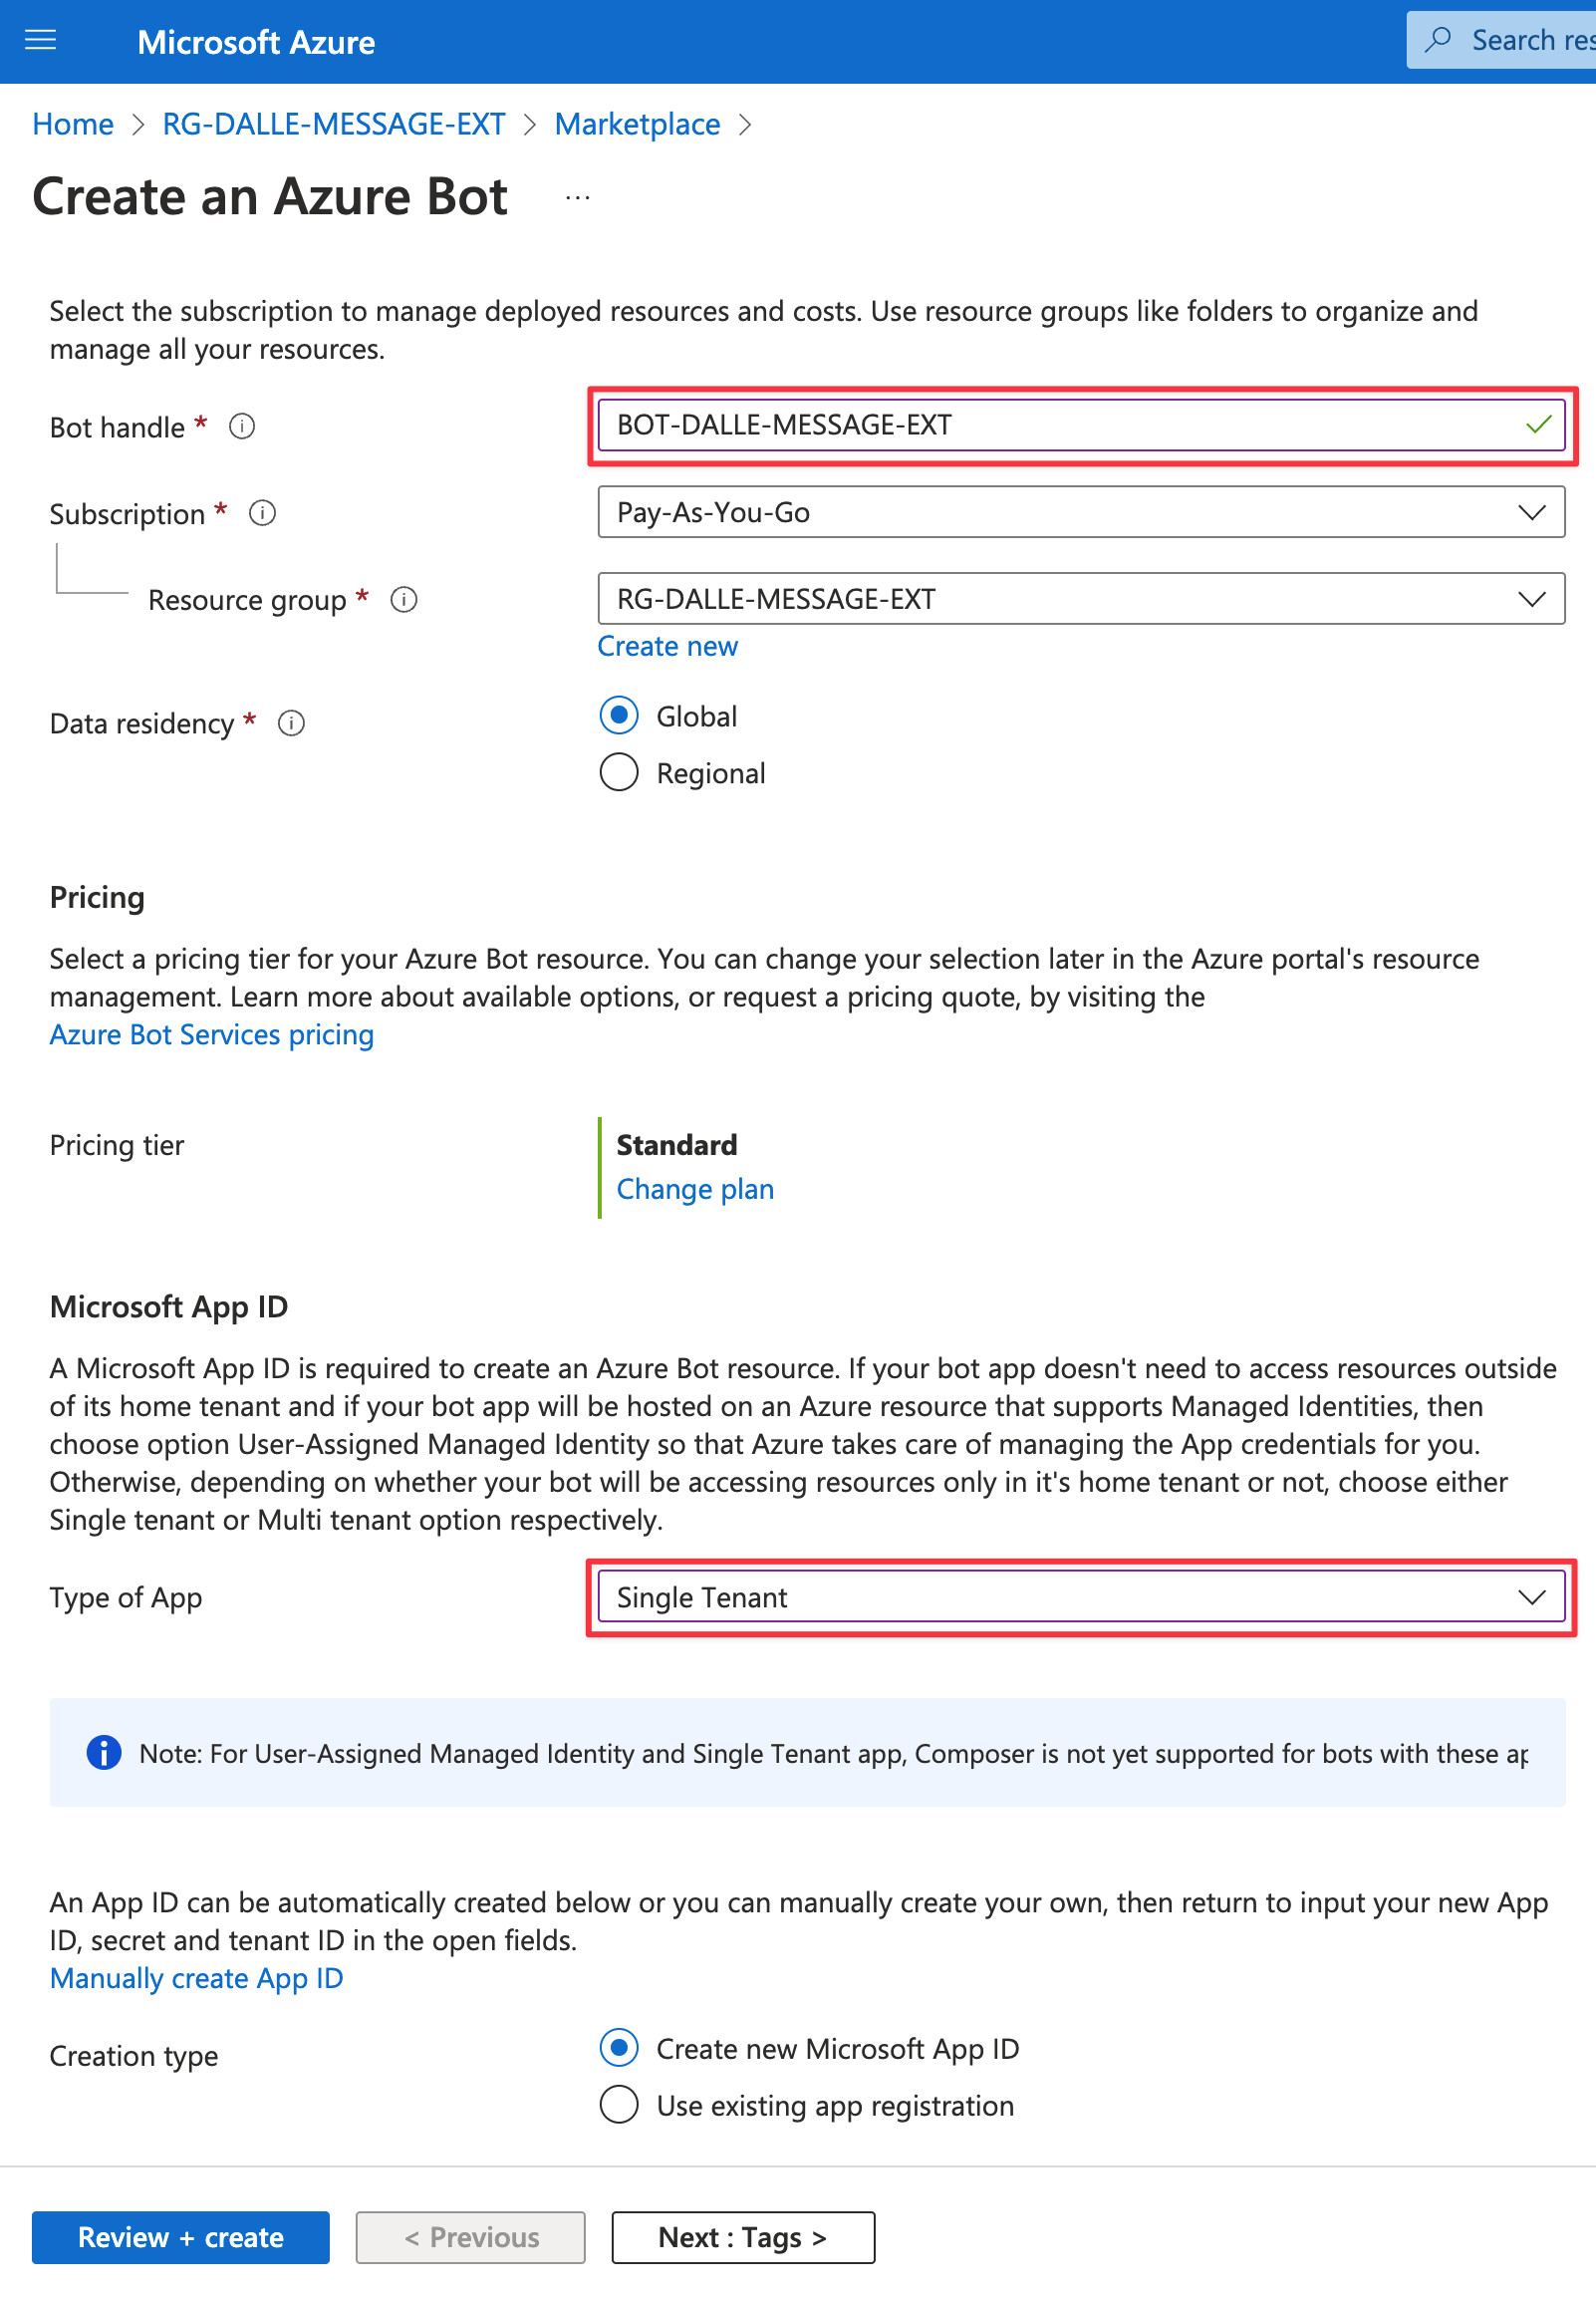 Microsoft Azure
Search res
Home > RG-DALLE-MESSAGE-EXT > Marketplace >
Create an Azure Bot ...
Select the subscription to manage deployed resources and costs. Use resource groups like folders to organize and
manage all your resources.
Bot handle *
BOT-DALLE-MESSAGE-EXT
Subscription *
Pay-As-You-Go
Resource group *
RG-DALLE-MESSAGE-EXT
Create new
Data residency *
Global
Regional
Pricing
Select a pricing tier for your Azure Bot resource. You can change your selection later in the Azure portal's resource
management. Learn more about available options, or request a pricing quote, by visiting the
Azure Bot Services pricing
Pricing tier
Standard
Change plan
Microsoft App ID
A Microsoft App ID is required to create an Azure Bot resource. If your bot app doesn't need to access resources outside
of its home tenant and if your bot app will be hosted on an Azure resource that supports Managed Identities, then
choose option User-Assigned Managed Identity so that Azure takes care of managing the App credentials for you.
Otherwise, depending on whether your bot will be accessing resources only in it's home tenant or not, choose either
Single tenant or Multi tenant option respectively.
Type of App
Single Tenant
Note: For User-Assigned Managed Identity and Single Tenant app, Composer is not yet supported for bots with these ap
An App ID can be automatically created below or you can manually create your own, then return to input your new App
ID, secret and tenant ID in the open fields.
Manually create App ID
Creation type
Create new Microsoft App ID
Use existing app registration
Review + create
< Previous
Next : Tags >